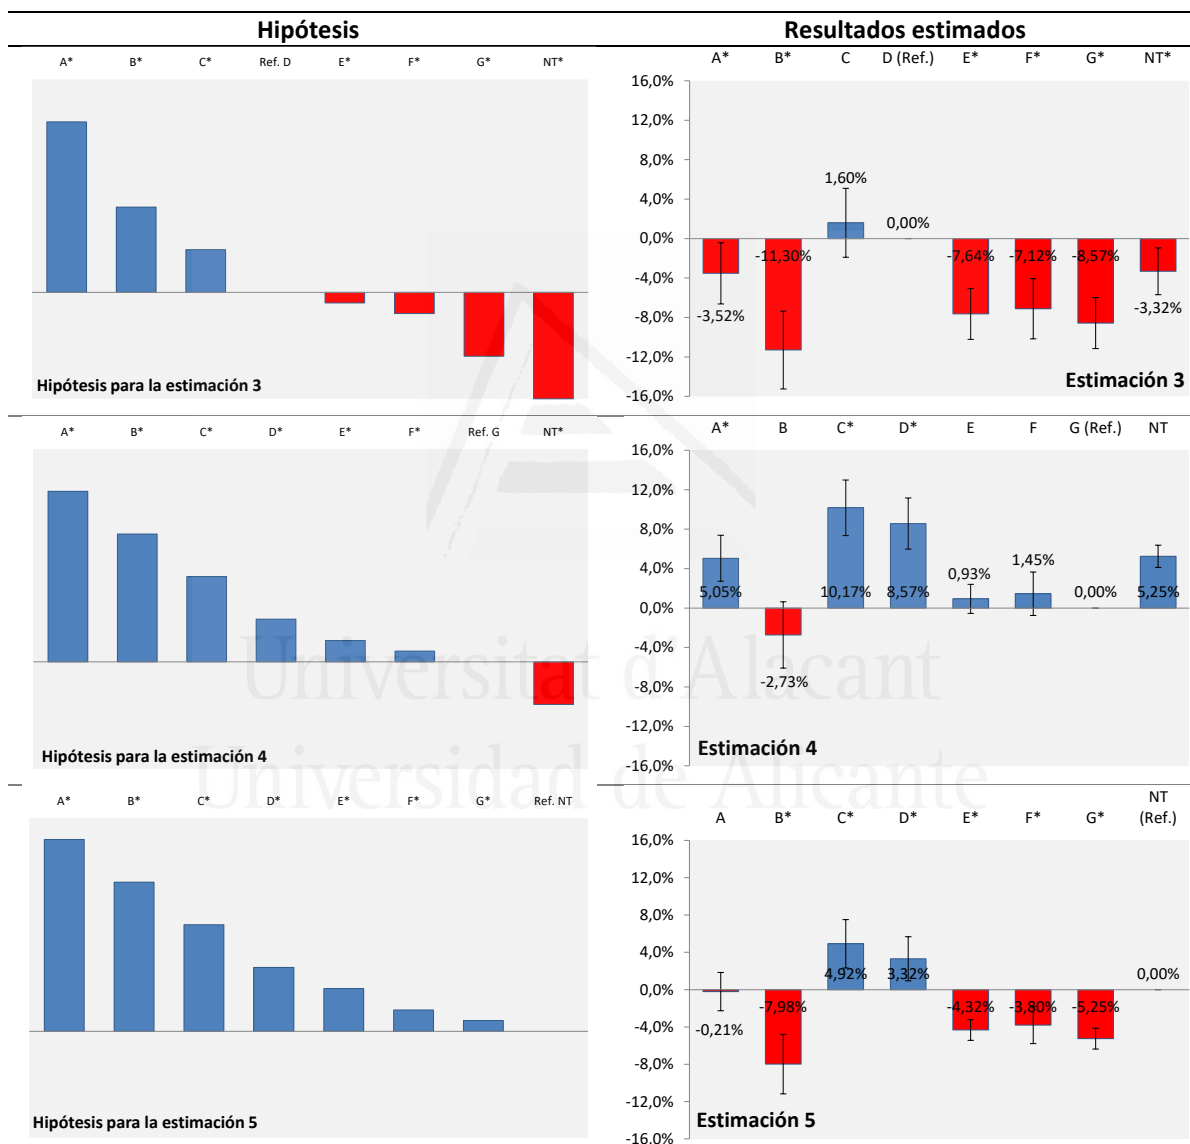 Hipótesis
Resultados estimados
A* B* C* Ref. D E* F* G* NT*
Hipótesis para la estimación 3
A* B* C D (Ref.) E* F* G* NT*
16,0%
12,0%
8,0%
4,0%
0,0%
-4,0%
-8,0%
-12,0%
-16,0%
-3,52% -11,30% 1,60% 0,00% -7,64% -7,12% -8,57% -3,32%
Estimación 3
A* B* C* D* E* F* Ref. G NT*
Hipótesis para la estimación 4
A* B C* D* E F G (Ref.) NT
16,0%
12,0%
8,0%
4,0%
0,0%
-4,0%
-8,0%
-12,0%
-16,0%
5,05% -2,73% 10,17% 8,57% 0,93% 1,45% 0,00% 5,25%
Estimación 4
Universitat d'Alacant
Universidad de Alicante
A* B* C* D* E* F* G* Ref. NT
Hipótesis para la estimación 5
A B* C* D* E* F* G* NT
(Ref.)
16,0%
8,0%
4,0%
0,0%
-4,0%
-8,0%
-12,0%
-16,0%
-0,21% -7,98% 4,92% 3,32% -4,32% -3,80% -5,25% 0,00%
Estimación 5